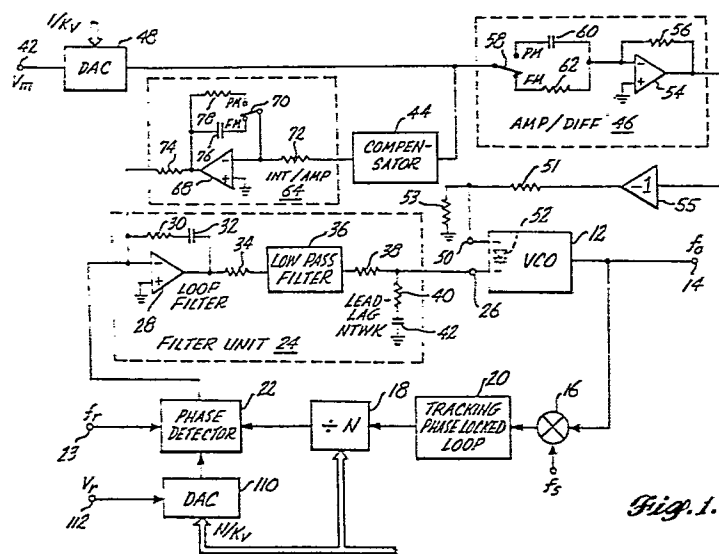 1/Kv
42
Vm
DAC
48
58
PM
FM
60
62
56
54
AMP/DIFF 46
78
PM
FM
70
76
74
68
72
INT/AMP
64
44
COMPEN-
SATOR
51
53
-1
55
50
52
12
VCO
fo
14
26
30
32
34
36
LOW PASS
FILTER
38
40
42
LEAD-
LAG
NTWK
28
LOOP
FILTER
FILTER UNIT 24
22
PHASE
DETECTOR
fr
23
18
÷ N
20
TRACKING
PHASE LOCKED
LOOP
16
fs
Vr
112
DAC
110
N/Kv
Fig. 1.